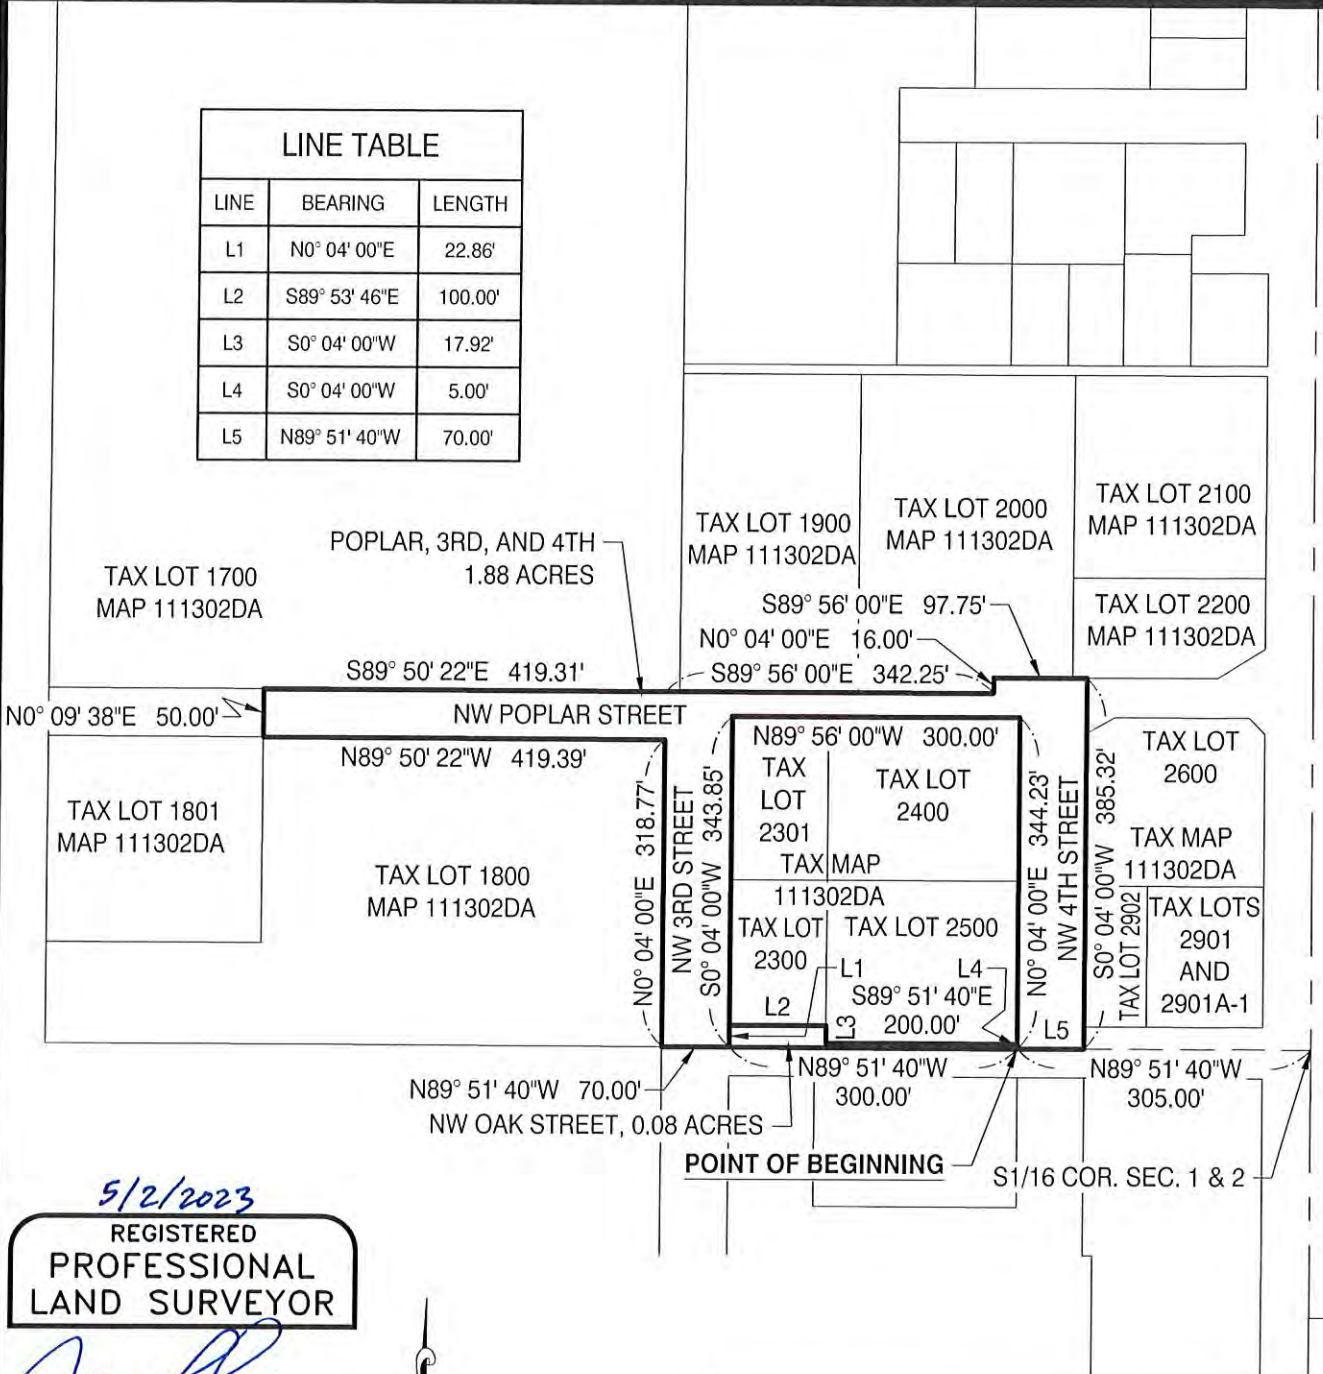 LINE TABLE
LINE BEARING LENGTH
L1 N0° 04' 00"E 22.86'
L2 S89° 53' 46"E 100.00'
L3 S0° 04' 00"W 17.92'
L4 S0° 04' 00"W 5.00'
L5 N89° 51' 40"W 70.00'
TAX LOT 1700
MAP 111302DA
POPLAR, 3RD, AND 4TH
1.88 ACRES
TAX LOT 1900
MAP 111302DA
TAX LOT 2000
MAP 111302DA
TAX LOT 2100
MAP 111302DA
TAX LOT 2200
MAP 111302DA
S89° 56' 00"E 97.75'
N0° 04' 00"E 16.00'
S89° 56' 00"E 342.25'
S89° 50' 22"E 419.31'
N0° 09' 38"E 50.00'
NW POPLAR STREET
N89° 50' 22"W 419.39'
N89° 56' 00"W 300.00'
TAX LOT 1801
MAP 111302DA
TAX LOT 1800
MAP 111302DA
N0° 04' 00"E 318.77'
NW 3RD STREET
S0° 04' 00"W 343.85'
TAX
LOT
2301
TAX LOT
2400
TAX MAP
111302DA
TAX LOT
2300
TAX LOT 2500
L1
L2
L3
L4
S89° 51' 40"E
200.00'
N0° 04' 00"E 344.23'
NW 4TH STREET
L5
S0° 04' 00"W 385.32'
TAX LOT
2600
TAX MAP
111302DA
TAX LOT 2902
TAX LOTS
2901
AND
2901A-1
N89° 51' 40"W 70.00'
NW OAK STREET, 0.08 ACRES
N89° 51' 40"W
300.00'
N89° 51' 40"W
305.00'
POINT OF BEGINNING
S1/16 COR. SEC. 1 & 2
5/2/2023
REGISTERED
PROFESSIONAL
LAND SURVEYOR